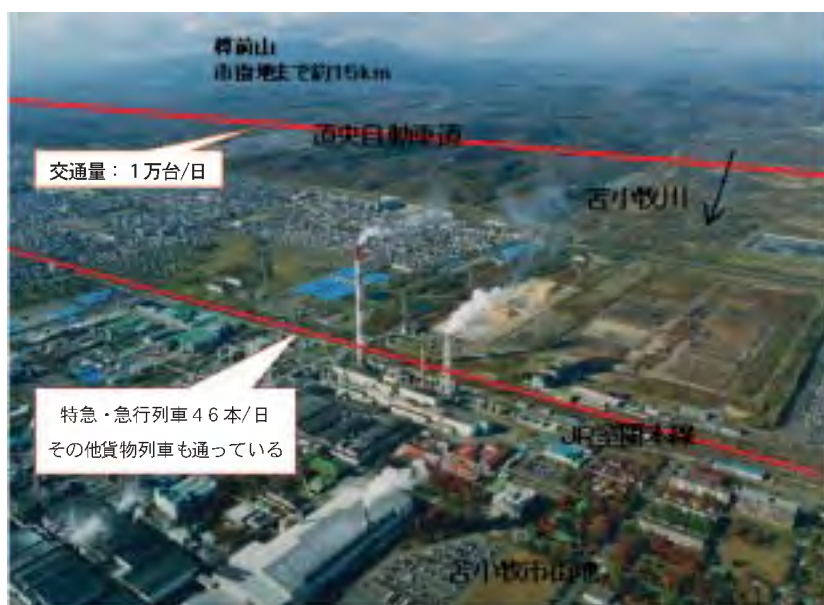 樽前山
市街地まで約15km
道央自動車道
交通量：1万台/日
苫小牧川
特急・急行列車46本/日
その他貨物列車も通っている
JR室蘭本線
苫小牧市街地